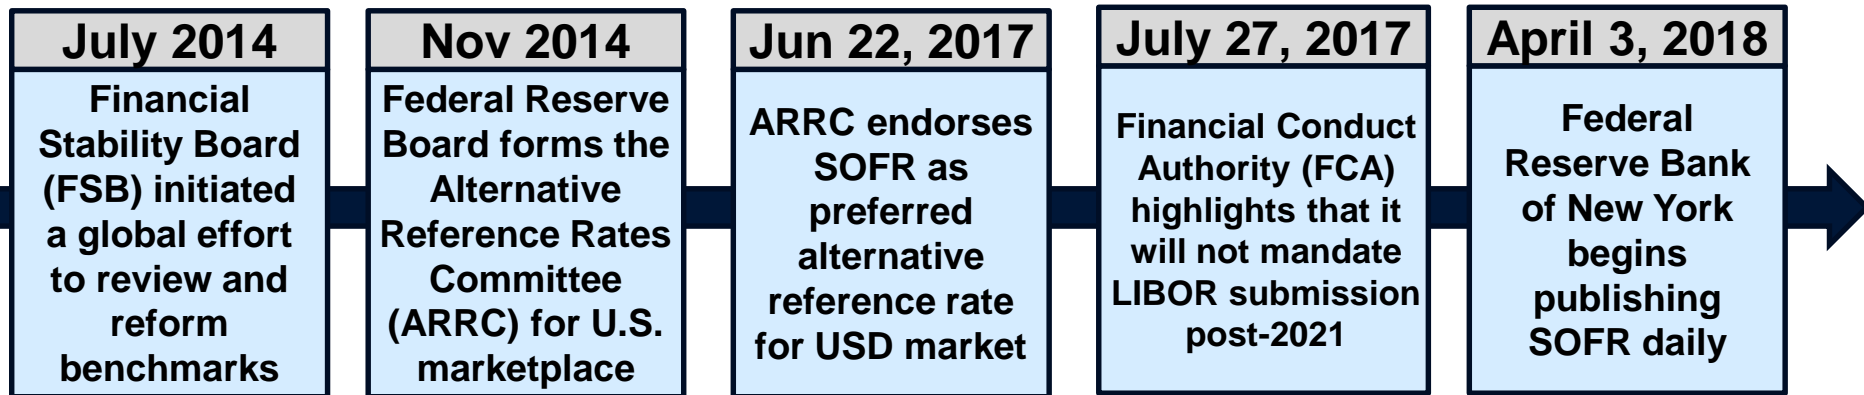 July 2014
Financial
Stability Board
(FSB) initiated
a global effort
to review and
reform
benchmarks
Nov 2014
Federal Reserve
Board forms the
Alternative
Reference Rates
Committee
(ARRC) for U.S.
marketplace
Jun 22, 2017
ARRC endorses
SOFR as
preferred
alternative
reference rate
for USD market
July 27, 2017
Financial Conduct
Authority (FCA)
highlights that it
will not mandate
LIBOR submission
post-2021
April 3, 2018
Federal
Reserve Bank
of New York
begins
publishing
SOFR daily